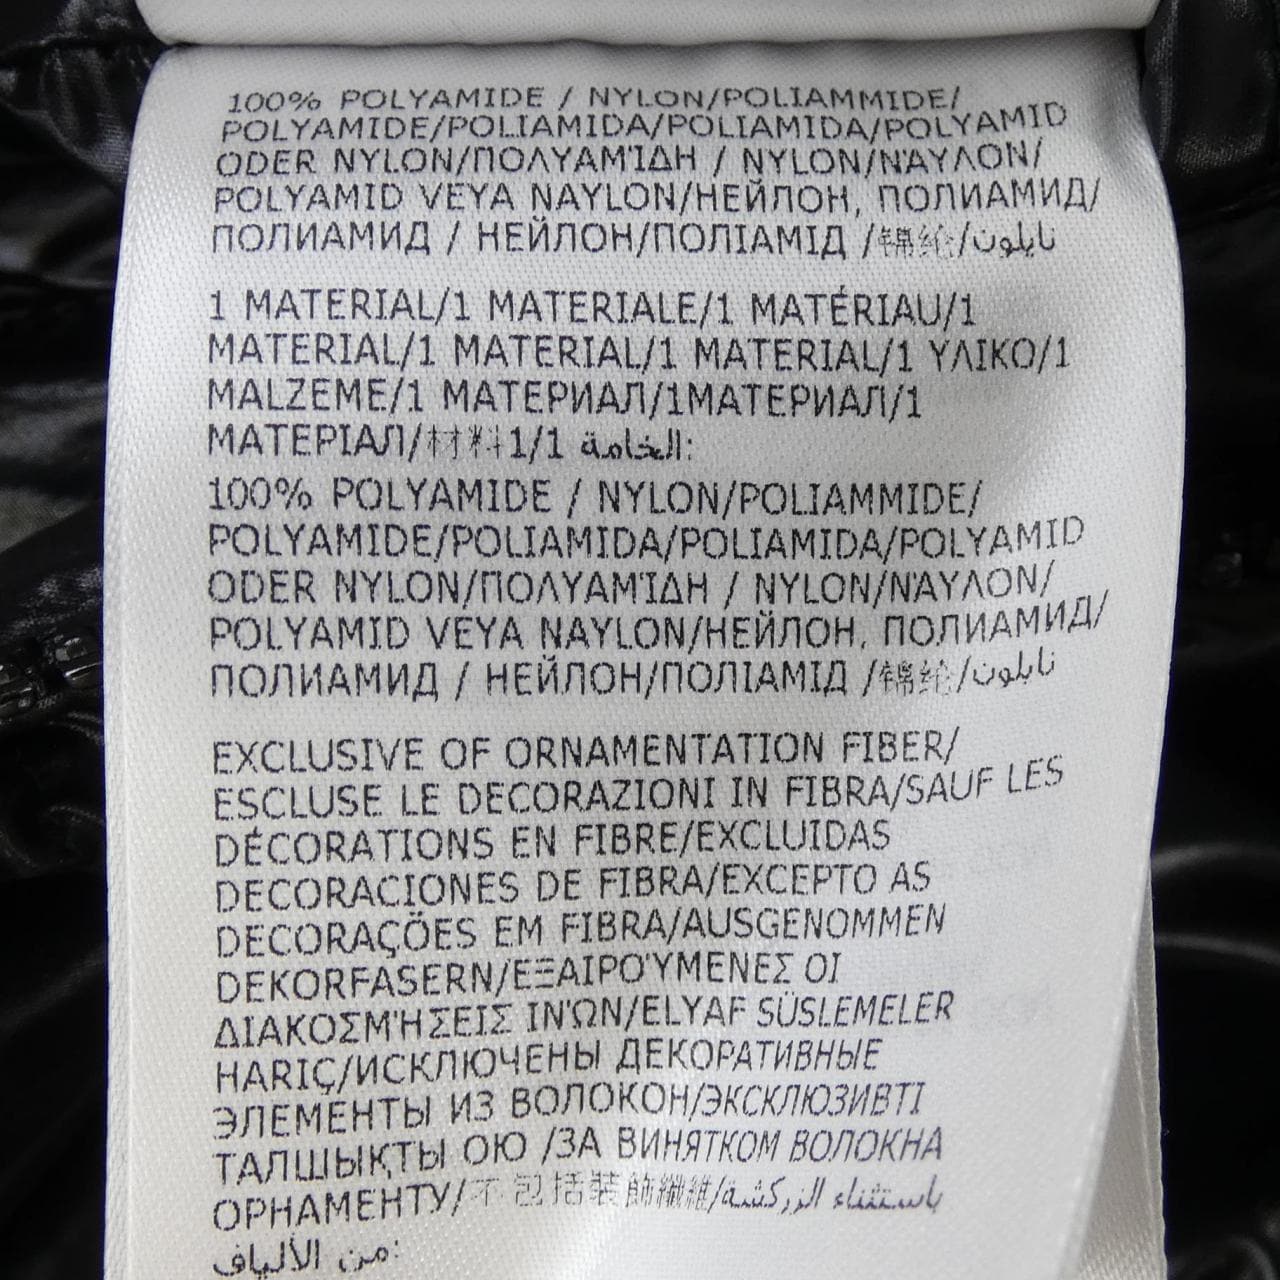 100% POLYAMIDE / NYLON/POLIAMMIDE/
POLYAMIDE/POLIAMIDA/POLIAMIDA/POLYAMID
ODER NYLON/ΠΟΛΥΑΜΊΔΗ / NYLON/ΝΆΥΛΟΝ/
POLYAMID VEYA NAYLON/НЕЙЛОН, ПОЛИАМИД/
ПОЛИАМИД / НЕЙЛОН/ПОЛІАМІД /锦纶/نايلون
1 MATERIAL/1 MATERIALE/1 MATÉRIAU/1
MATERIAL/1 MATERIAL/1 MATERIAL/1 ΥΛΙΚΟ/1
MALZEME/1 МАТЕРИАЛ/1МАТЕРИАЛ/1
МАТЕРІАЛ/材料1/1 الخامة:
100% POLYAMIDE / NYLON/POLIAMMIDE/
POLYAMIDE/POLIAMIDA/POLIAMIDA/POLYAMID
ODER NYLON/ΠΟΛΥΑΜΊΔΗ / NYLON/ΝΆΥΛΟΝ/
POLYAMID VEYA NAYLON/НЕЙЛОН, ПОЛИАМИД/
ПОЛИАМИД / НЕЙЛОН/ПОЛІАМІД /锦纶/نايلون
EXCLUSIVE OF ORNAMENTATION FIBER/
ESCLUSE LE DECORAZIONI IN FIBRA/SAUF LES
DÉCORATIONS EN FIBRE/EXCLUIDAS
DECORACIONES DE FIBRA/EXCEPTO AS
DECORAÇÕES EM FIBRA/AUSGENOMMEN
DEKORFASERN/ΕΞΑΙΡΟΎΜΕΝΕΣ ΟΙ
ΔΙΑΚΟΣΜΉΣΕΙΣ ΙΝΏΝ/ELYAF SÜSLEMELER
HARIÇ/ИСКЛЮЧЕНЫ ДЕКОРАТИВНЫЕ
ЭЛЕМЕНТЫ ИЗ ВОЛОКОН/ЭКСКЛЮЗИВТІ
ТАЛШЫҚТЫ ОЮ /ЗА ВИНЯТКОМ ВОЛОКНА
ОРНАМЕНТУ/不包括装飾纖維/باستثناء الزركشة
من الألياف: